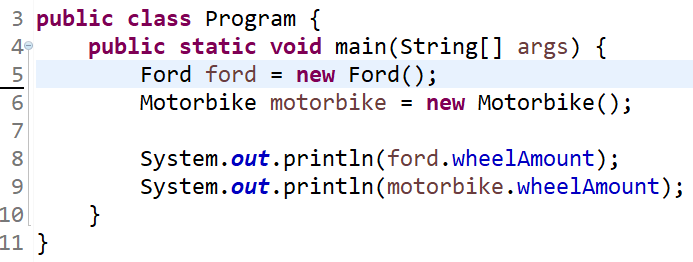 3 public class Program {
4     public static void main(String[] args) {
5         Ford ford = new Ford();
6         Motorbike motorbike = new Motorbike();
7
8         System.out.println(ford.wheelAmount);
9         System.out.println(motorbike.wheelAmount);
10     }
11 }